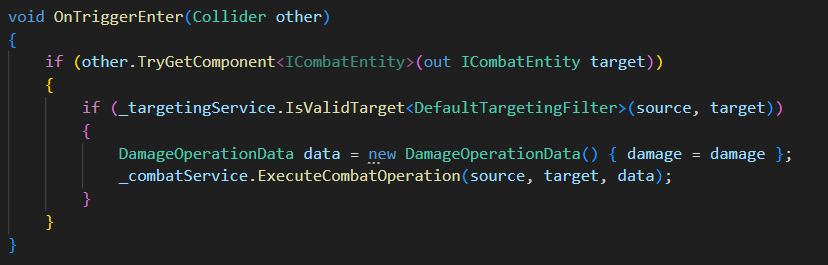 void OnTriggerEnter(Collider other)
{
    if (other.TryGetComponent<ICombatEntity>(out ICombatEntity target))
    {
        if (_targetingService.IsValidTarget<DefaultTargetingFilter>(source, target))
        {
            DamageOperationData data = new DamageOperationData() { damage = damage };
            _combatService.ExecuteCombatOperation(source, target, data);
        }
    }
}